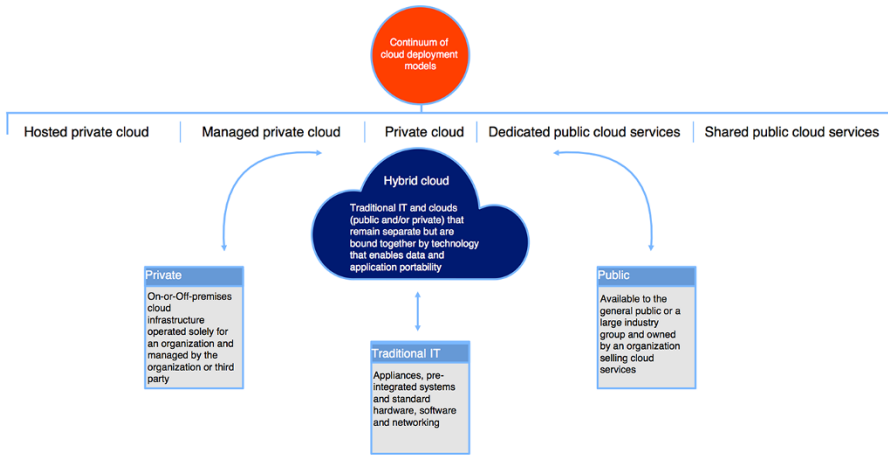 Continuum of
cloud deployment
models
Hosted private cloud
Managed private cloud
Private cloud
Dedicated public cloud services
Shared public cloud services
Hybrid cloud
Traditional IT and clouds
(public and/or private) that
remain separate but are
bound together by technology
that enables data and
application portability
Private
On-or-Off-premises
cloud
infrastructure
operated solely for
an organization and
managed by the
organization or third
party
Traditional IT
Appliances, pre-
integrated systems
and standard
hardware, software
and networking
Public
Available to the
general public or a
large industry
group and owned
by an organization
selling cloud
services